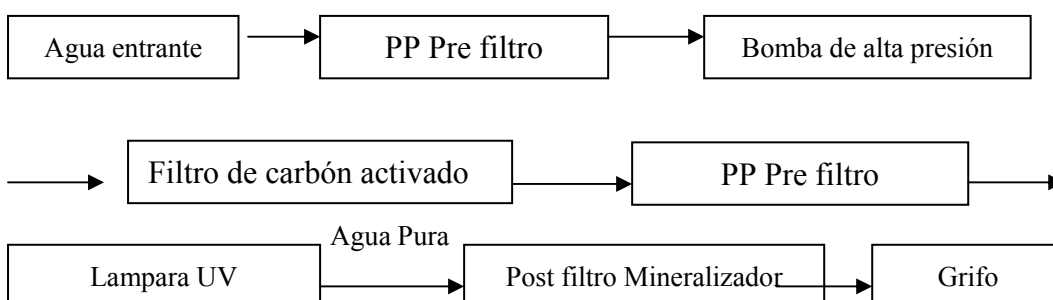 Agua entrante
PP Pre filtro
Bomba de alta presión
Filtro de carbón activado
PP Pre filtro
Lampara UV
Agua Pura
Post filtro Mineralizador
Grifo